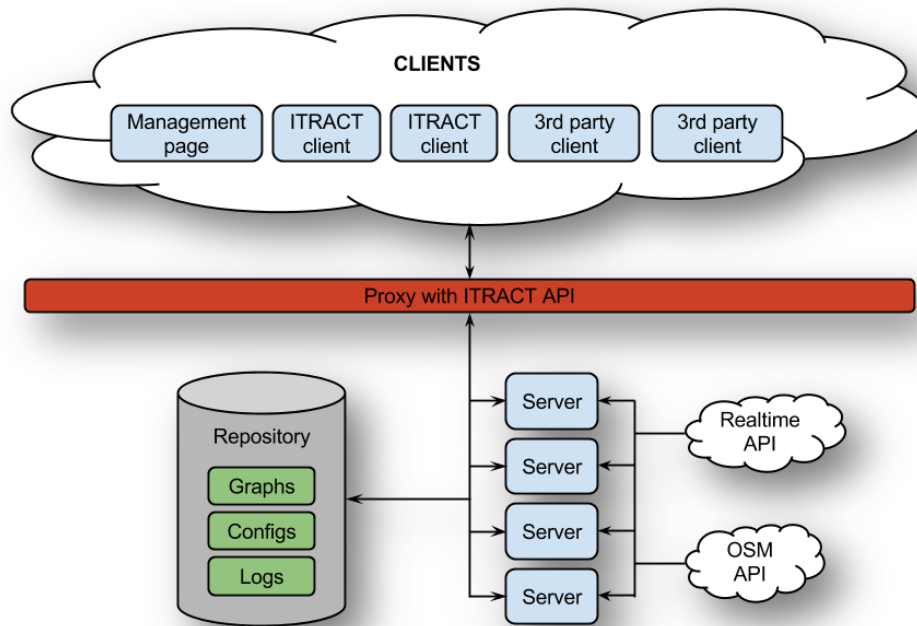 CLIENTS
Management
page
ITRACT
client
ITRACT
client
3rd party
client
3rd party
client
Proxy with ITRACT API
Repository
Graphs
Configs
Logs
Server
Server
Server
Server
Realtime
API
OSM
API